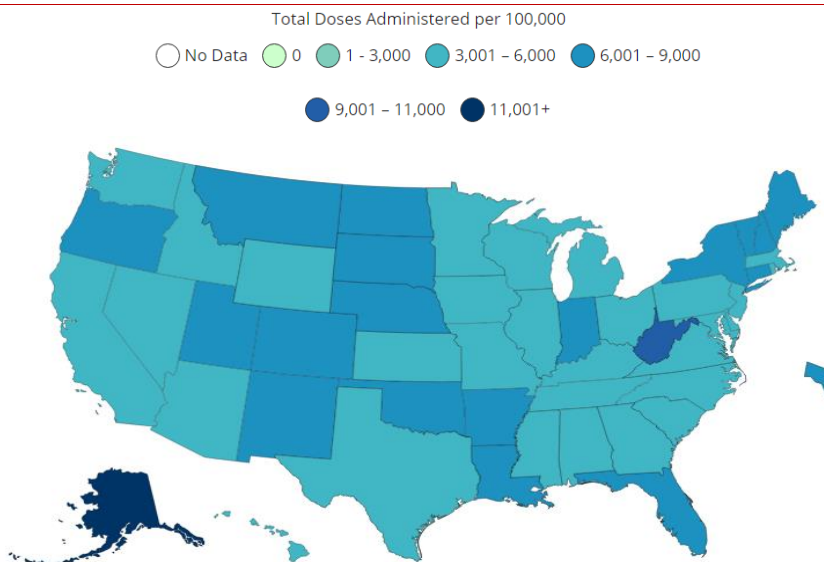 Total Doses Administered per 100,000
No Data 0 1 - 3,000 3,001 – 6,000 6,001 – 9,000
9,001 – 11,000 11,001+